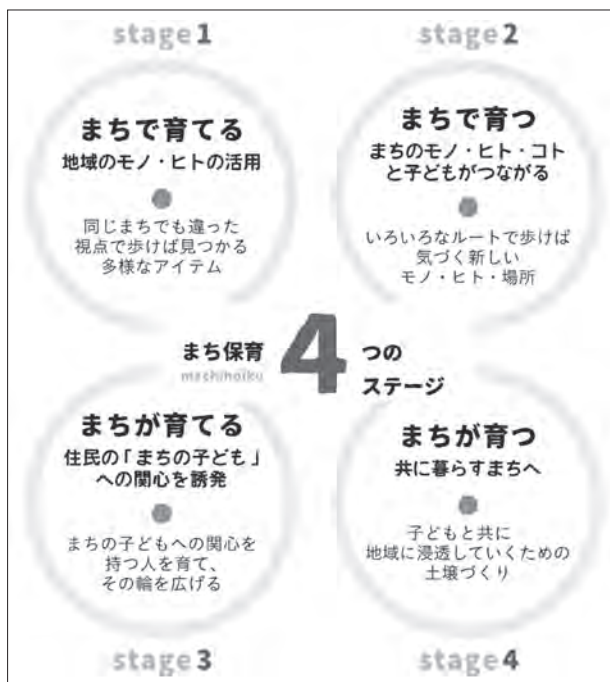 stage1
まちで育てる
地域のモノ・ヒトの活用
同じまちでも違った
視点で歩けば見つかる
多様なアイテム
stage2
まちで育つ
まちのモノ・ヒト・コト
と子どもがつながる
いろいろなルートで歩けば
気づく新しい
モノ・ヒト・場所
まち保育
machihoiku
4
つの
ステージ
まちが育てる
住民の「まちの子ども」
への関心を誘発
まちの子どもへの関心を
持つ人を育て、
その輪を広げる
stage3
まちが育つ
共に暮らすまちへ
子どもと共に
地域に浸透していくための
土壌づくり
stage4